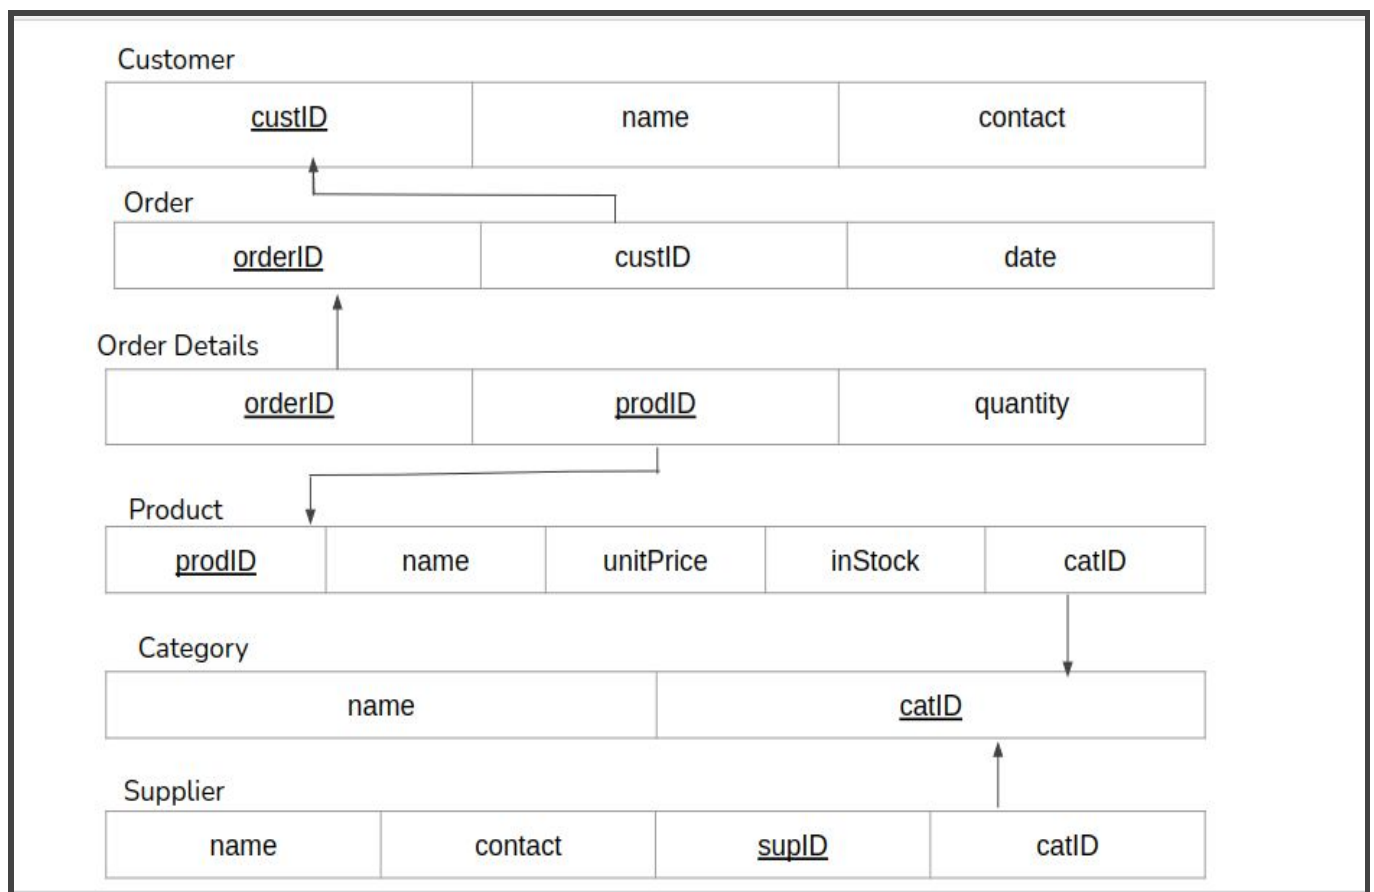 Customer
custID name contact
Order
orderID custID date
Order Details
orderID prodID quantity
Product
prodID name unitPrice inStock catID
Category
name catID
Supplier
name contact supID catID